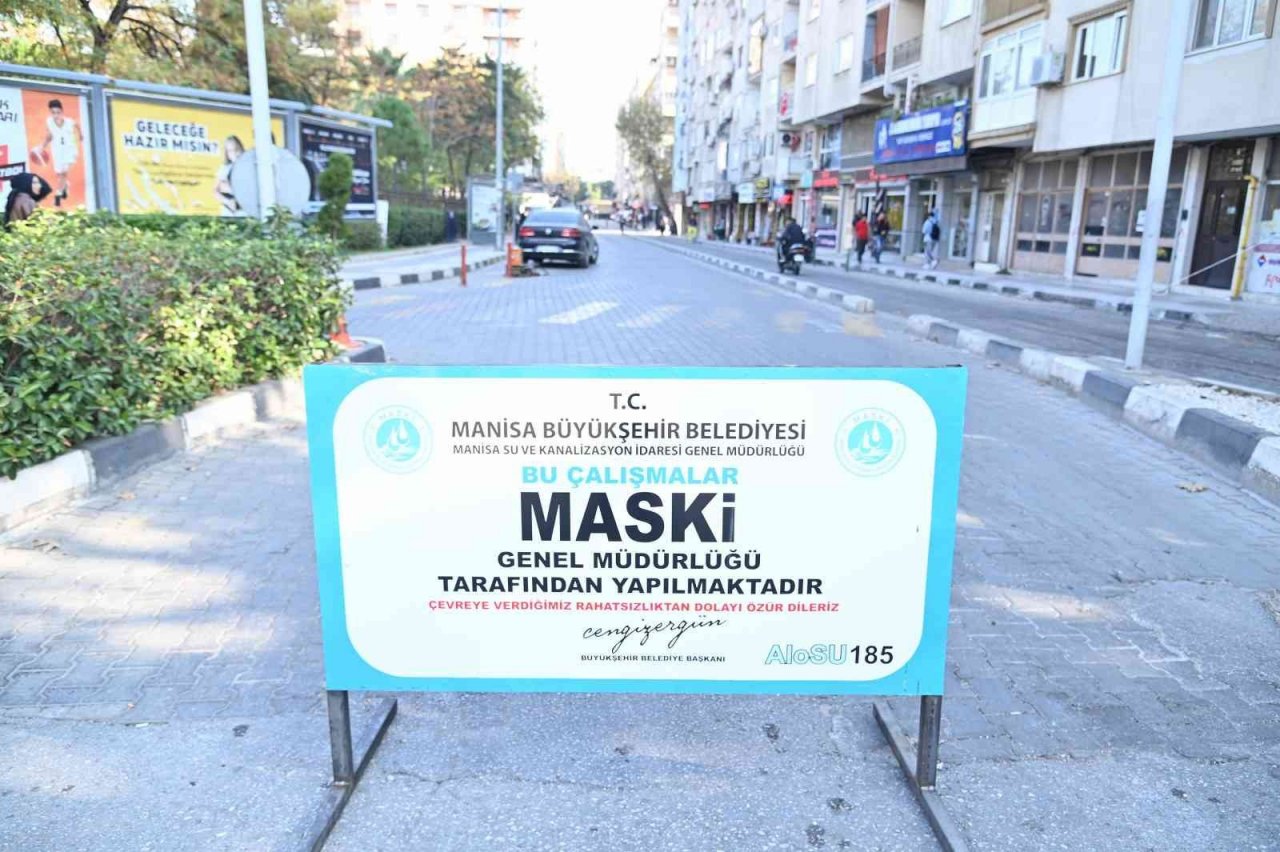 GELECEĞE
HAZIR MISIN?
T.C.
MANİSA BÜYÜKŞEHİR BELEDİYESİ
MANİSA SU VE KANALİZASYON İDARESİ GENEL MÜDÜRLÜĞÜ
BU ÇALIŞMALAR
MASKi
GENEL MÜDÜRLÜĞÜ
TARAFINDAN YAPILMAKTADIR
ÇEVREYE VERDİĞİMİZ RAHATSIZLIKTAN DOLAYI ÖZÜR DİLERİZ
cengizergün
BÜYÜKŞEHİR BELEDİYE BAŞKANI
AloSU 185